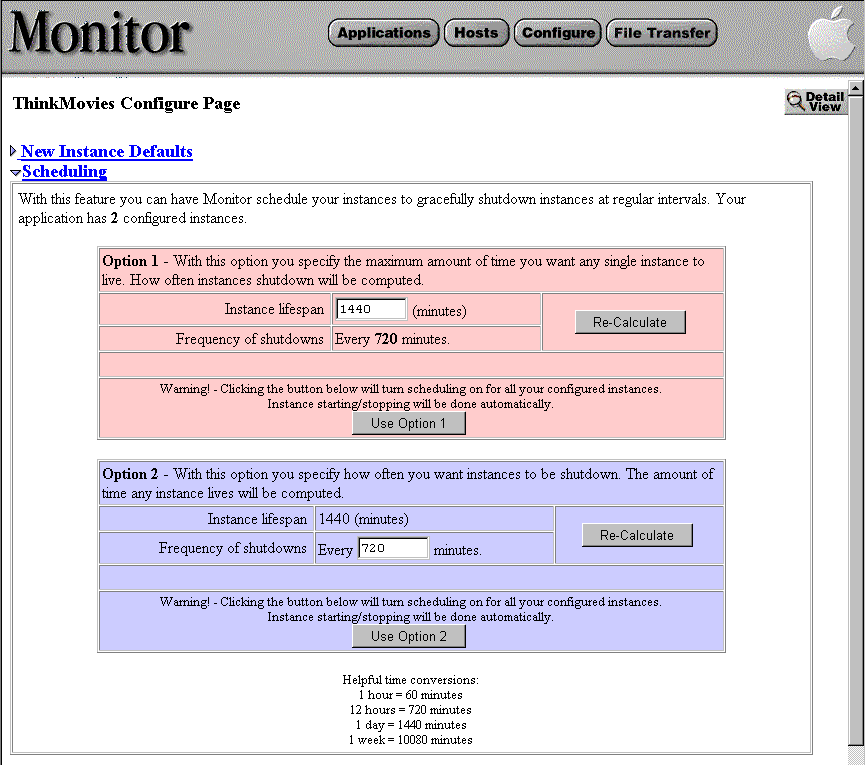 Monitor
Applications
Hosts
Configure
File Transfer
ThinkMovies Configure Page
Detail
View
New Instance Defaults
Scheduling
With this feature you can have Monitor schedule your instances to gracefully shutdown instances at regular intervals. Your
application has 2 configured instances.
Option 1 - With this option you specify the maximum amount of time you want any single instance to
live. How often instances shutdown will be computed.
Instance lifespan 1440 (minutes)
Re-Calculate
Frequency of shutdowns Every 720 minutes.
Warning! - Clicking the button below will turn scheduling on for all your configured instances.
Instance starting/stopping will be done automatically.
Use Option 1
Option 2 - With this option you specify how often you want instances to be shutdown. The amount of
time any instance lives will be computed.
Instance lifespan 1440 (minutes)
Re-Calculate
Frequency of shutdowns Every 720 minutes.
Warning! - Clicking the button below will turn scheduling on for all your configured instances.
Instance starting/stopping will be done automatically.
Use Option 2
Helpful time conversions:
1 hour = 60 minutes
12 hours = 720 minutes
1 day = 1440 minutes
1 week = 10080 minutes